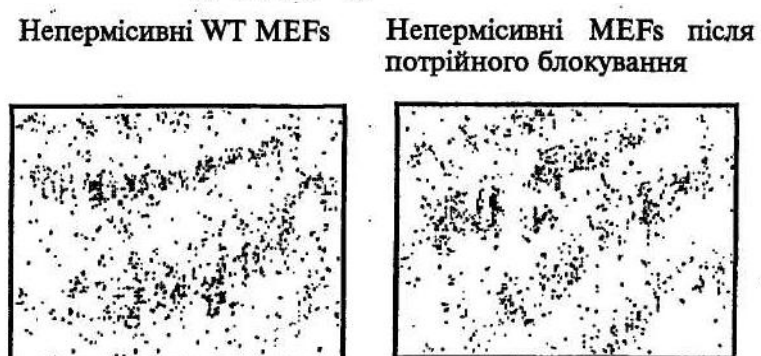 Непермісивні WT MEFs
Непермісивні MEFs після
потрійного блокування